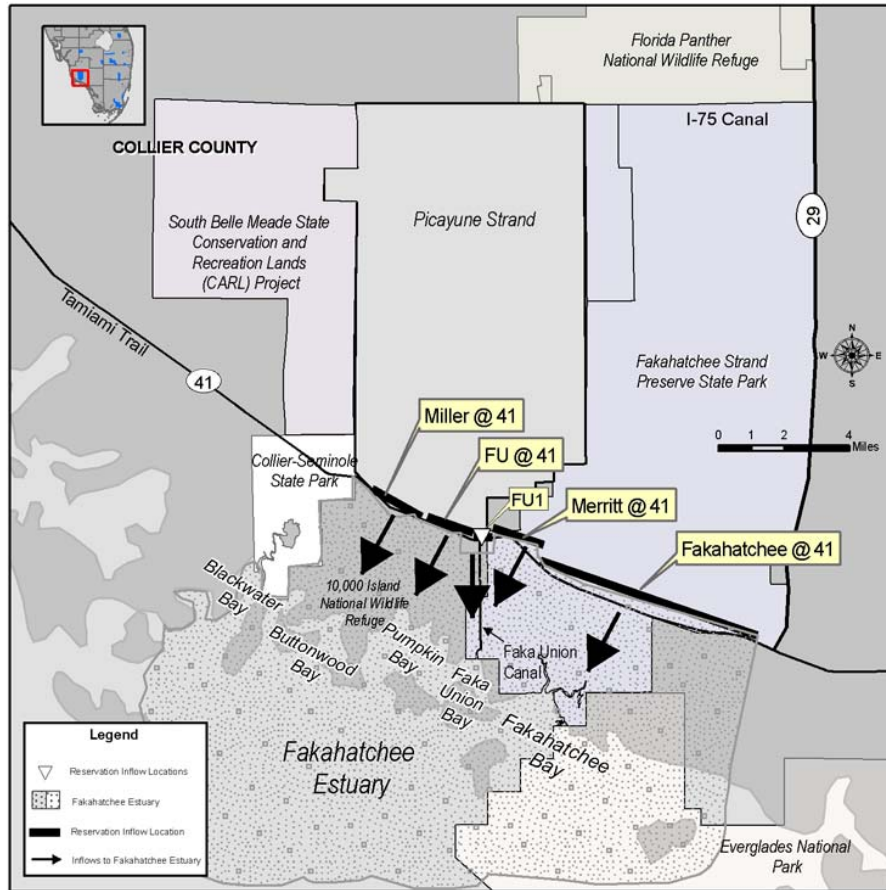 Florida Panther
National Wildlife Refuge
I-75 Canal
COLLIER COUNTY
29
South Belle Meade State
Conservation and
Recreation Lands
(CARL) Project
Picayune Strand
Tamiami Trail
41
Fakahatchee Strand
Preserve State Park
N
W
E
S
0 1 2 4
Miles
Miller @ 41
FU @ 41
Collier-Seminole
State Park
FU1
Merritt @ 41
Fakahatchee @ 41
10,000 Island
National Wildlife
Refuge
Blackwater
Bay
Buttonwood
Bay
Pumpkin
Bay
Faka
Union
Bay
Faka Union
Canal
Fakahatchee
Bay
Fakahatchee
Estuary
Everglades National
Park
Legend
Reservation Inflow Locations
Fakahatchee Estuary
Reservation Inflow Location
Inflows to Fakahatchee Estuary